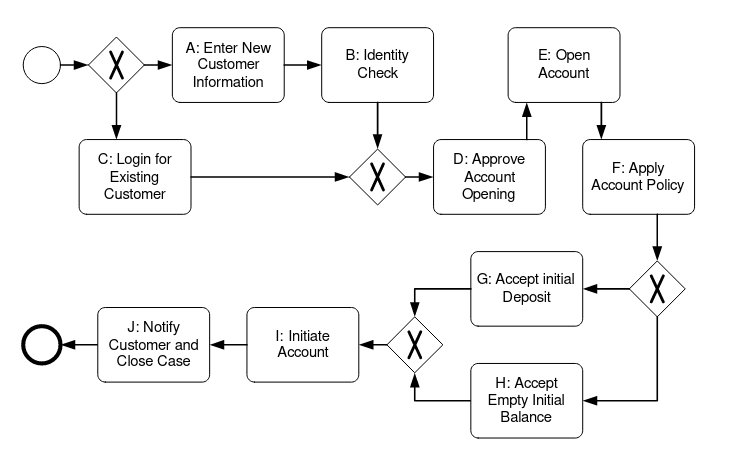 A: Enter New
Customer
Information
B: Identity
Check
E: Open
Account
C: Login for
Existing
Customer
D: Approve
Account
Opening
F: Apply
Account Policy
G: Accept initial
Deposit
J: Notify
Customer and
Close Case
I: Initiate
Account
H: Accept
Empty Initial
Balance